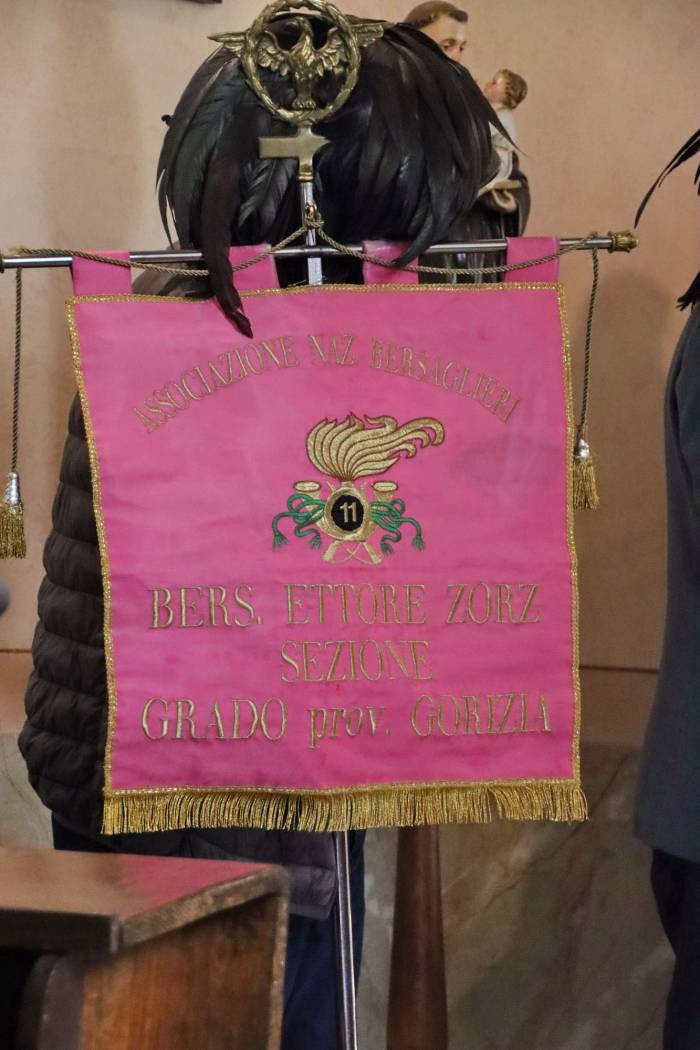 ASSOCIAZIONE NAZ BERSAGLIERI
11
BERS. ETTORE ZORZ
SEZIONE
GRADO prov. GORIZIA